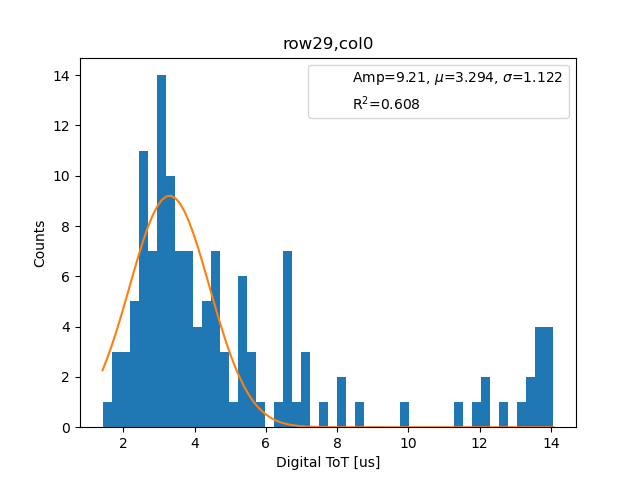 row29,col0
Amp=9.21, μ=3.294, σ=1.122
R²=0.608
Counts
14
12
10
8
6
4
2
0
2 4 6 8 10 12 14
Digital ToT [us]